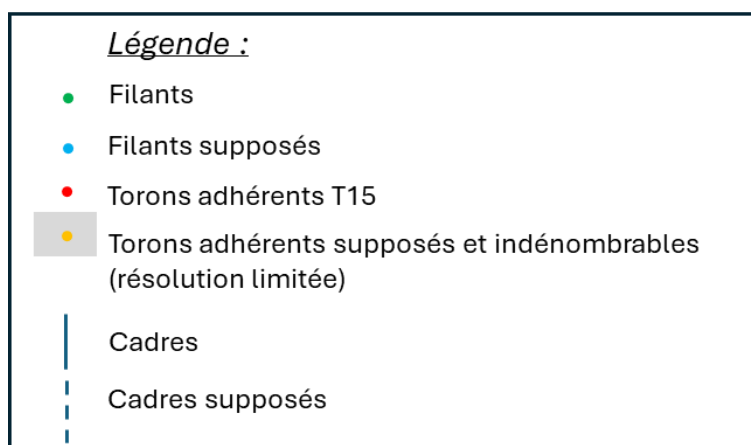 Légende :
Filants
Filants supposés
Torons adhérents T15
Torons adhérents supposés et indénombrables
(résolution limitée)
Cadres
Cadres supposés